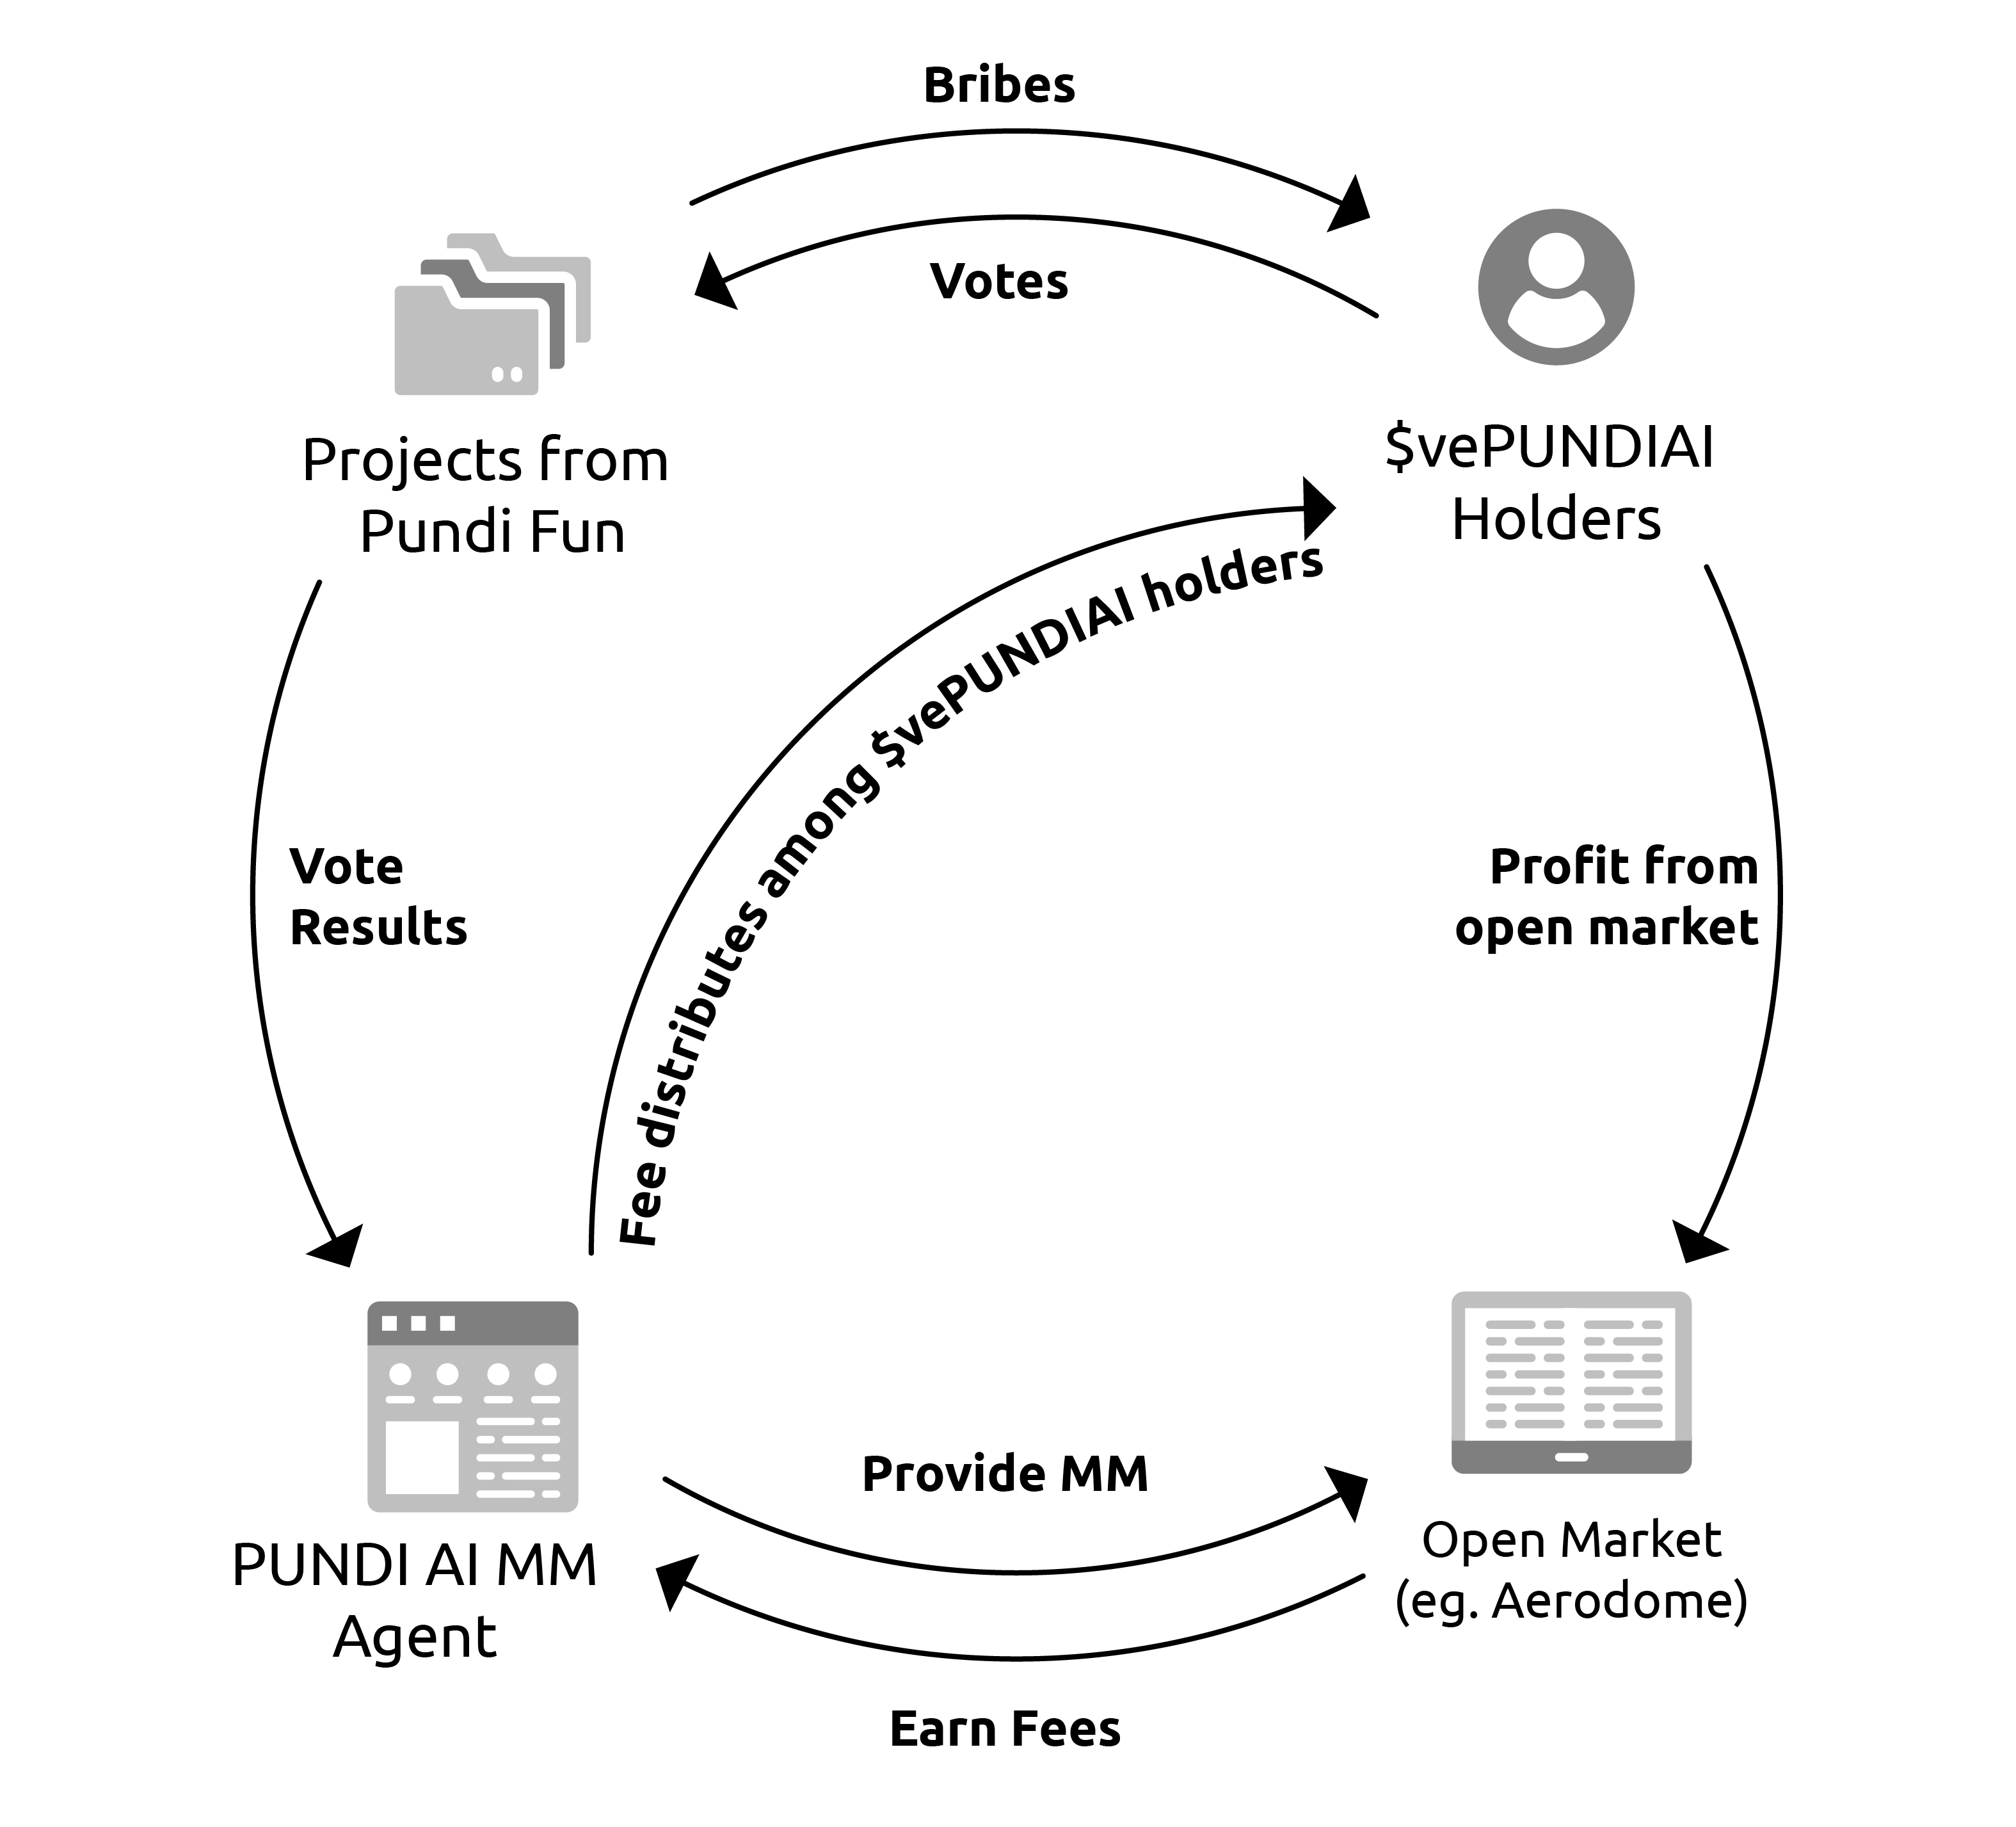 Bribes
Votes
Projects from
Pundi Fun
$vePUNDIAI
Holders
Fee distributes among $vePUNDIAI holders
Vote
Results
Profit from
open market
Provide MM
PUNDI AI MM
Agent
Open Market
(eg. Aerodome)
Earn Fees